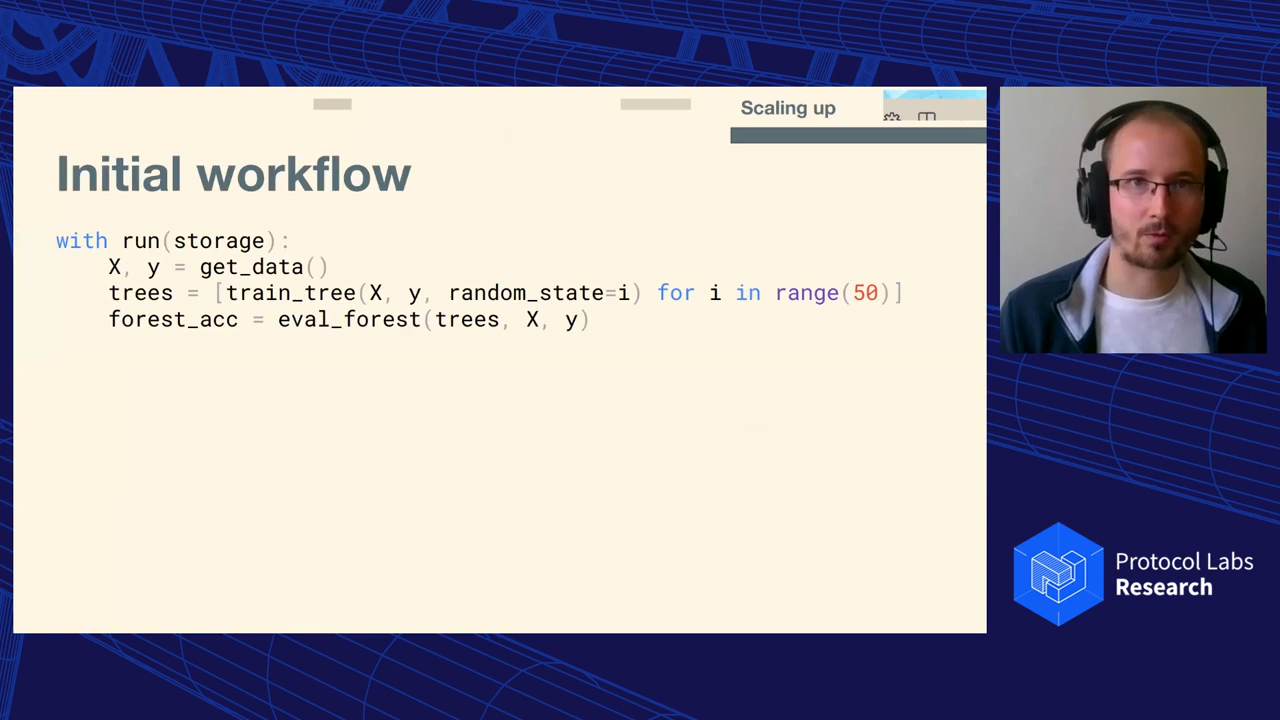 Scaling up
Initial workflow
with run(storage):
    X, y = get_data()
    trees = [train_tree(X, y, random_state=i) for i in range(50)]
    forest_acc = eval_forest(trees, X, y)
Protocol Labs
Research